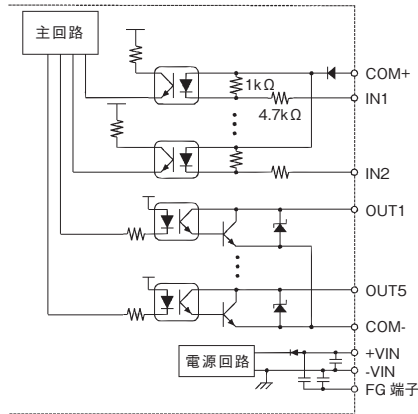 主回路
COM+
1kΩ
IN1
4.7kΩ
IN2
OUT1
OUT5
COM-
電源回路
+VIN
-VIN
FG 端子